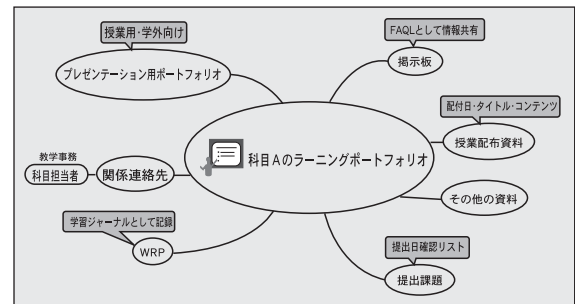 授業用・学外向け
プレゼンテーション用ポートフォリオ
FAQLとして情報共有
掲示板
配付日・タイトル・コンテンツ
授業配布資料
科目Aのラーニングポートフォリオ
教学事務
科目担当者
関係連絡先
その他の資料
学習ジャーナルとして記録
WRP
提出日確認リスト
提出課題